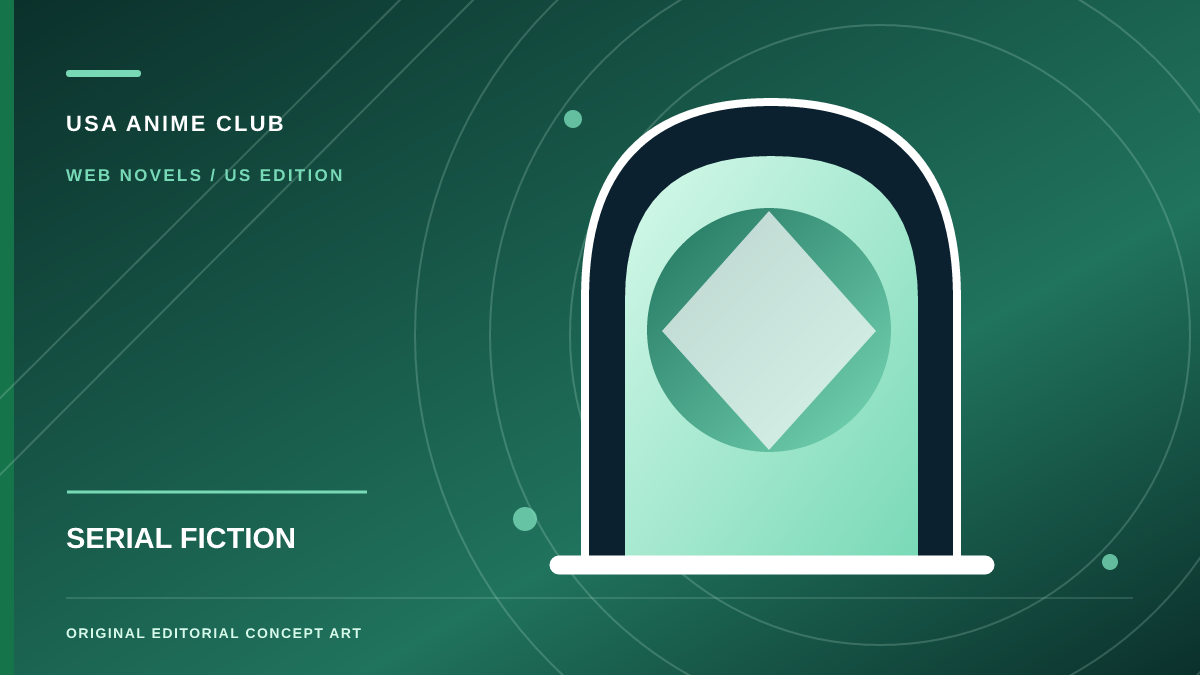 USA ANIME CLUB
WEB NOVELS / US EDITION
SERIAL FICTION
ORIGINAL EDITORIAL CONCEPT ART